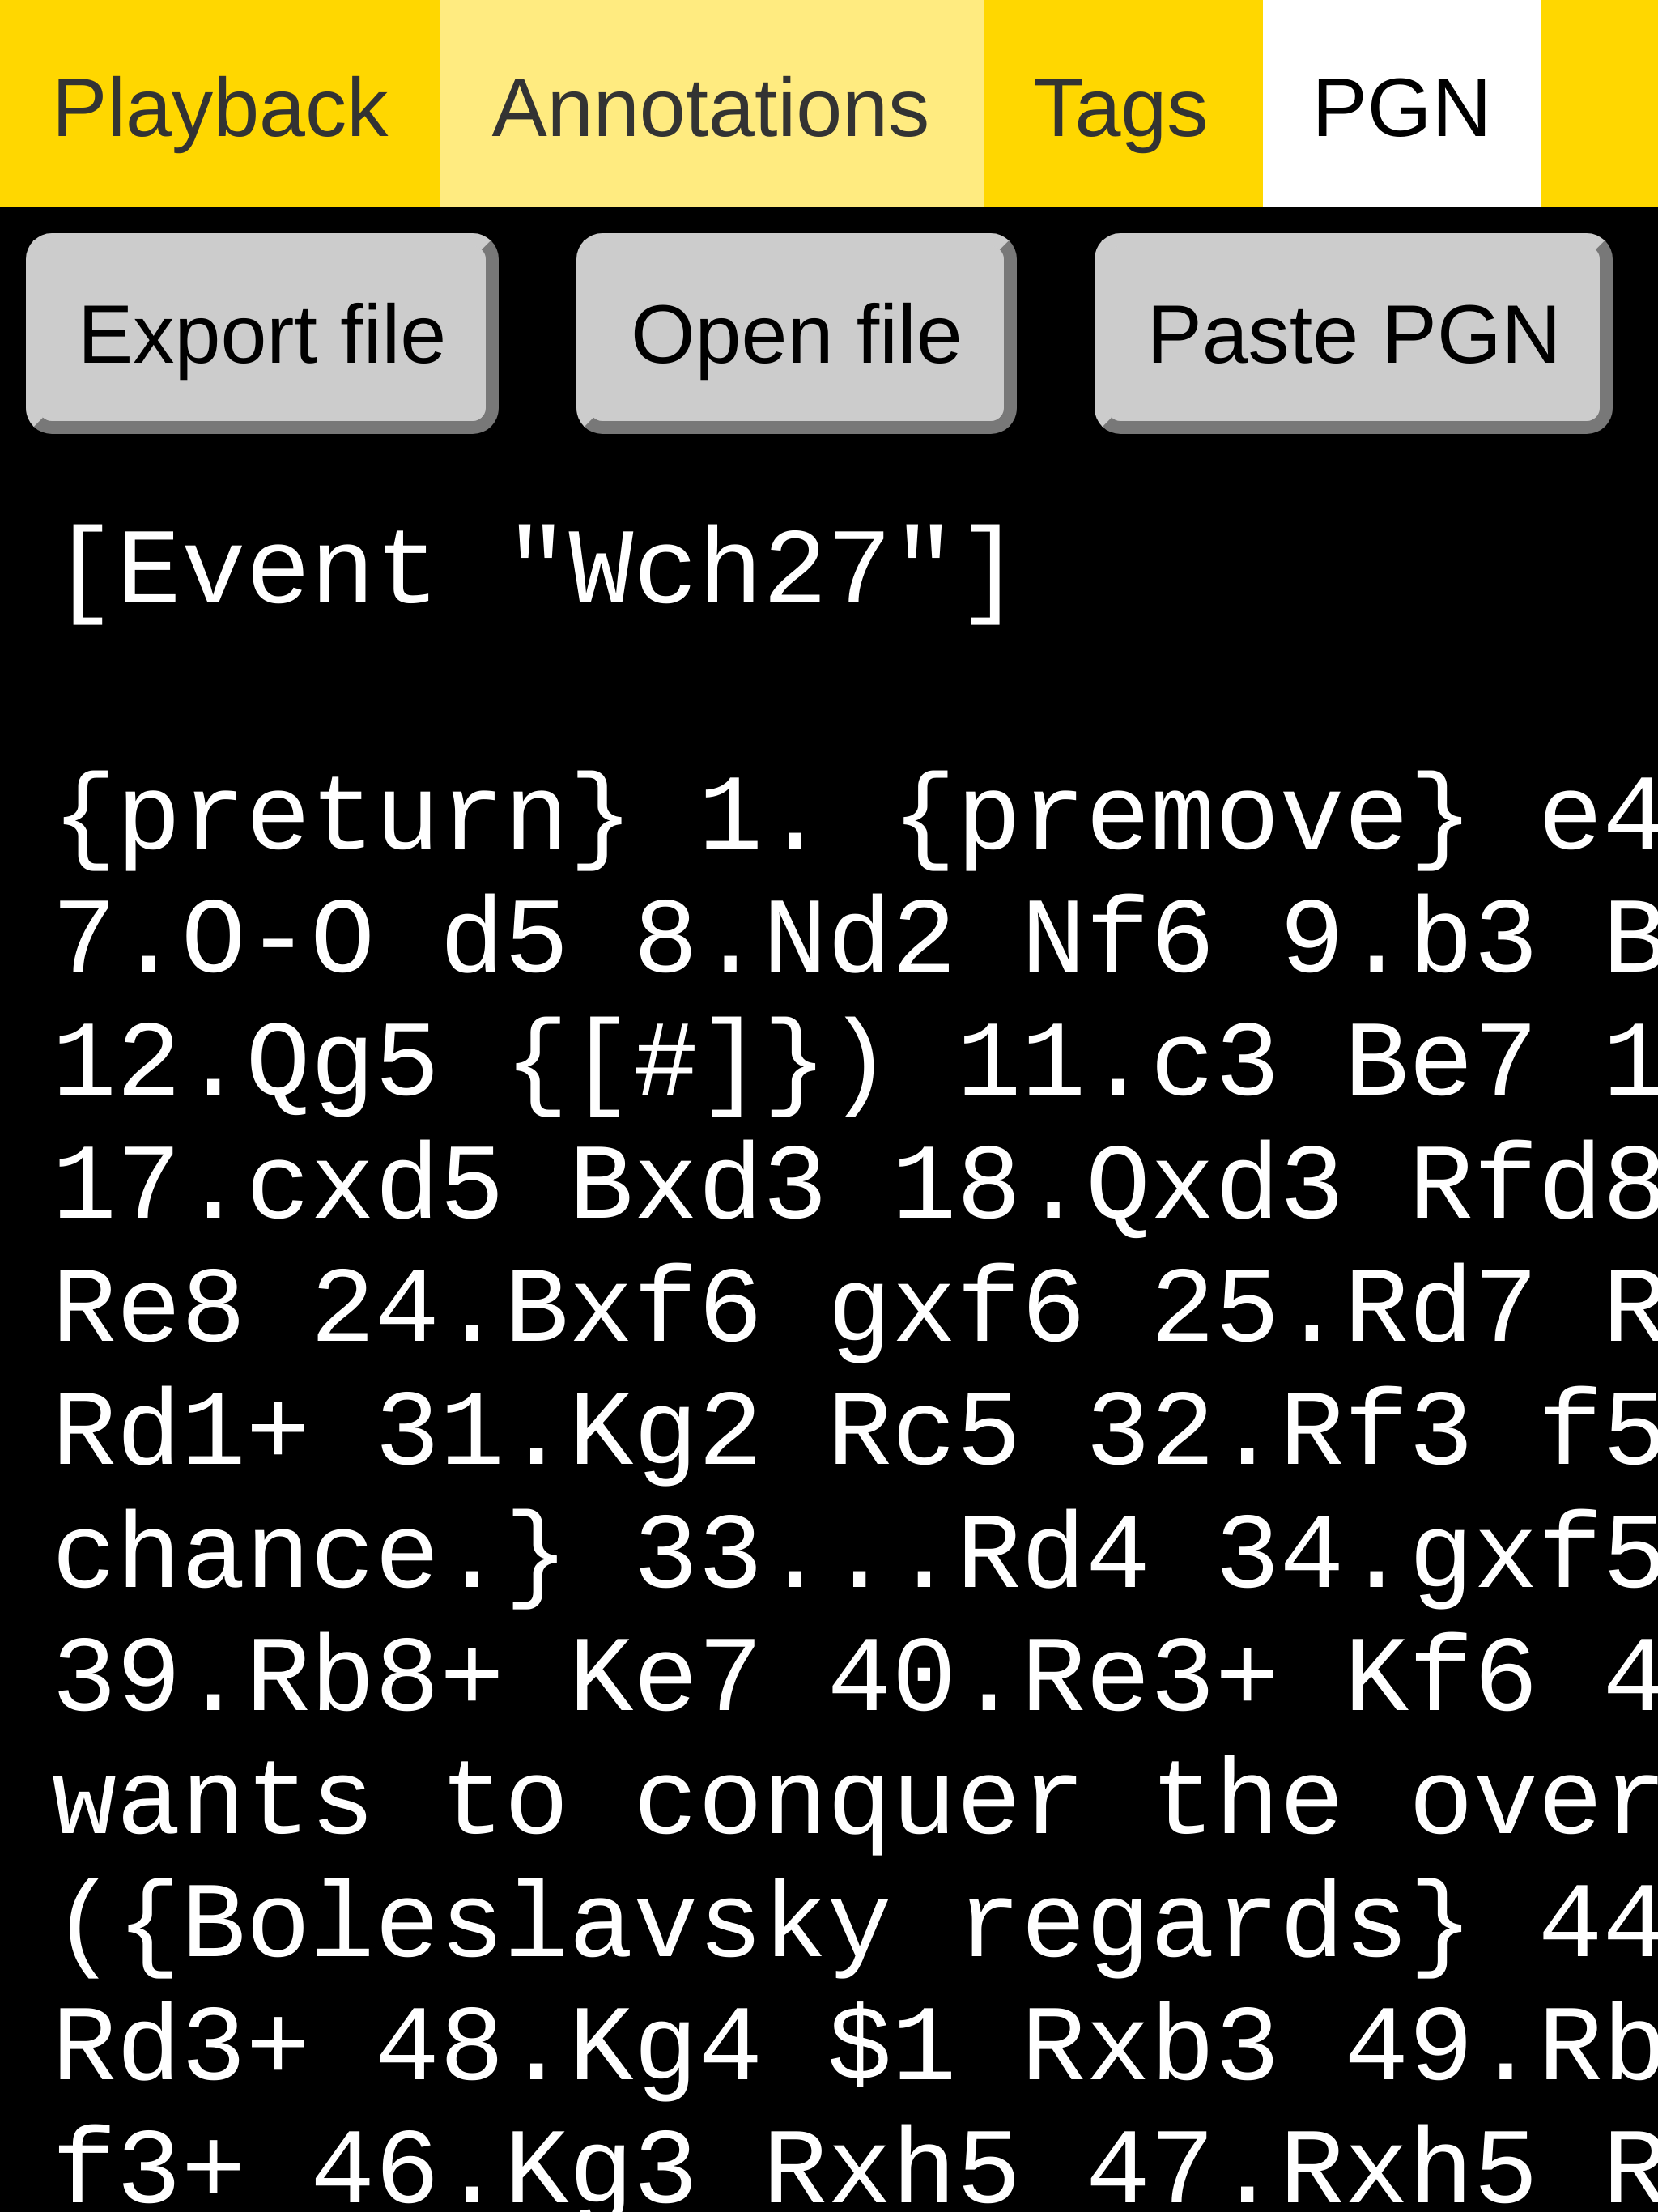 Playback Annotations Tags PGN
Export file Open file Paste PGN
[Event "Wch27"]
{preturn} 1. {premove} e4
7.O-O d5 8.Nd2 Nf6 9.b3 B
12.Qg5 {[#]}) 11.c3 Be7 1
17.cxd5 Bxd3 18.Qxd3 Rfd8
Re8 24.Bxf6 gxf6 25.Rd7 R
Rd1+ 31.Kg2 Rc5 32.Rf3 f5
chance.} 33...Rd4 34.gxf5
39.Rb8+ Ke7 40.Re3+ Kf6 4
wants to conquer the over
({Boleslavsky regards} 44
Rd3+ 48.Kg4 $1 Rxb3 49.Rb
f3+ 46.Kg3 Rxh5 47.Rxh5 R